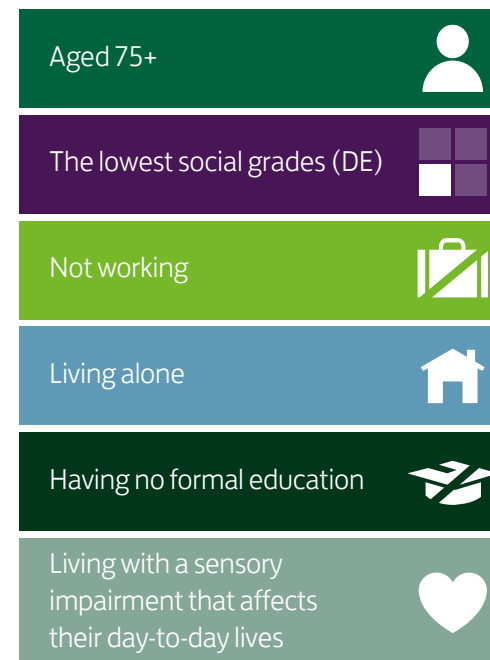 Aged 75+
The lowest social grades (DE)
Not working
Living alone
Having no formal education
Living with a sensory
impairment that affects
their day-to-day lives